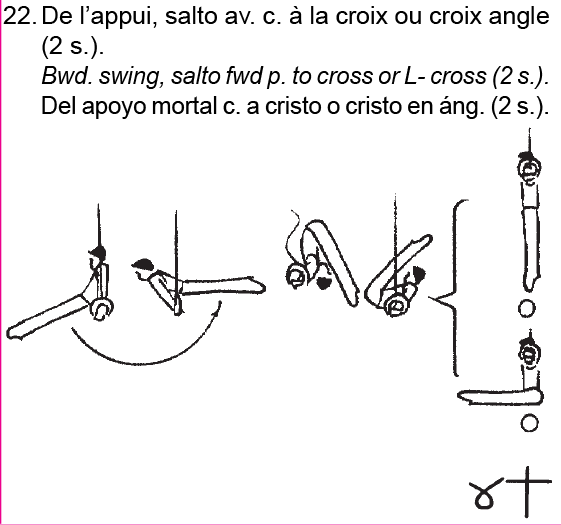 22. De l’appui, salto av. c. à la croix ou croix angle
(2 s.).
Bwd. swing, salto fwd p. to cross or L- cross (2 s.).
Del apoyo mortal c. a cristo o cristo en áng. (2 s.).